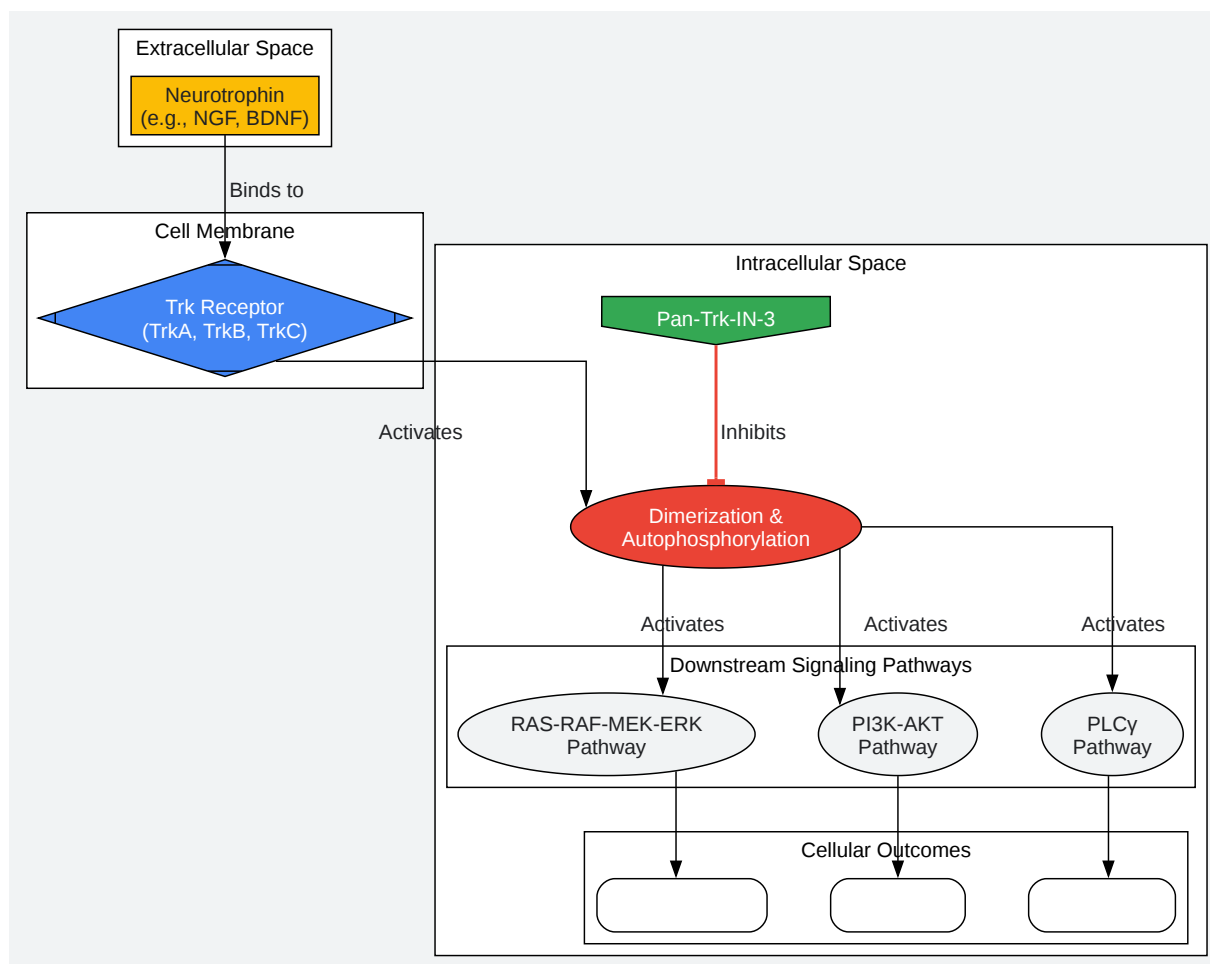 Extracellular Space
Neurotrophin
(e.g., NGF, BDNF)
Binds to
Cell Membrane
Trk Receptor
(TrkA, TrkB, TrkC)
Intracellular Space
Pan-Trk-IN-3
Activates
Inhibits
Dimerization &
Autophosphorylation
Activates
Activates
Activates
Downstream Signaling Pathways
RAS-RAF-MEK-ERK
Pathway
PI3K-AKT
Pathway
PLCγ
Pathway
Cellular Outcomes